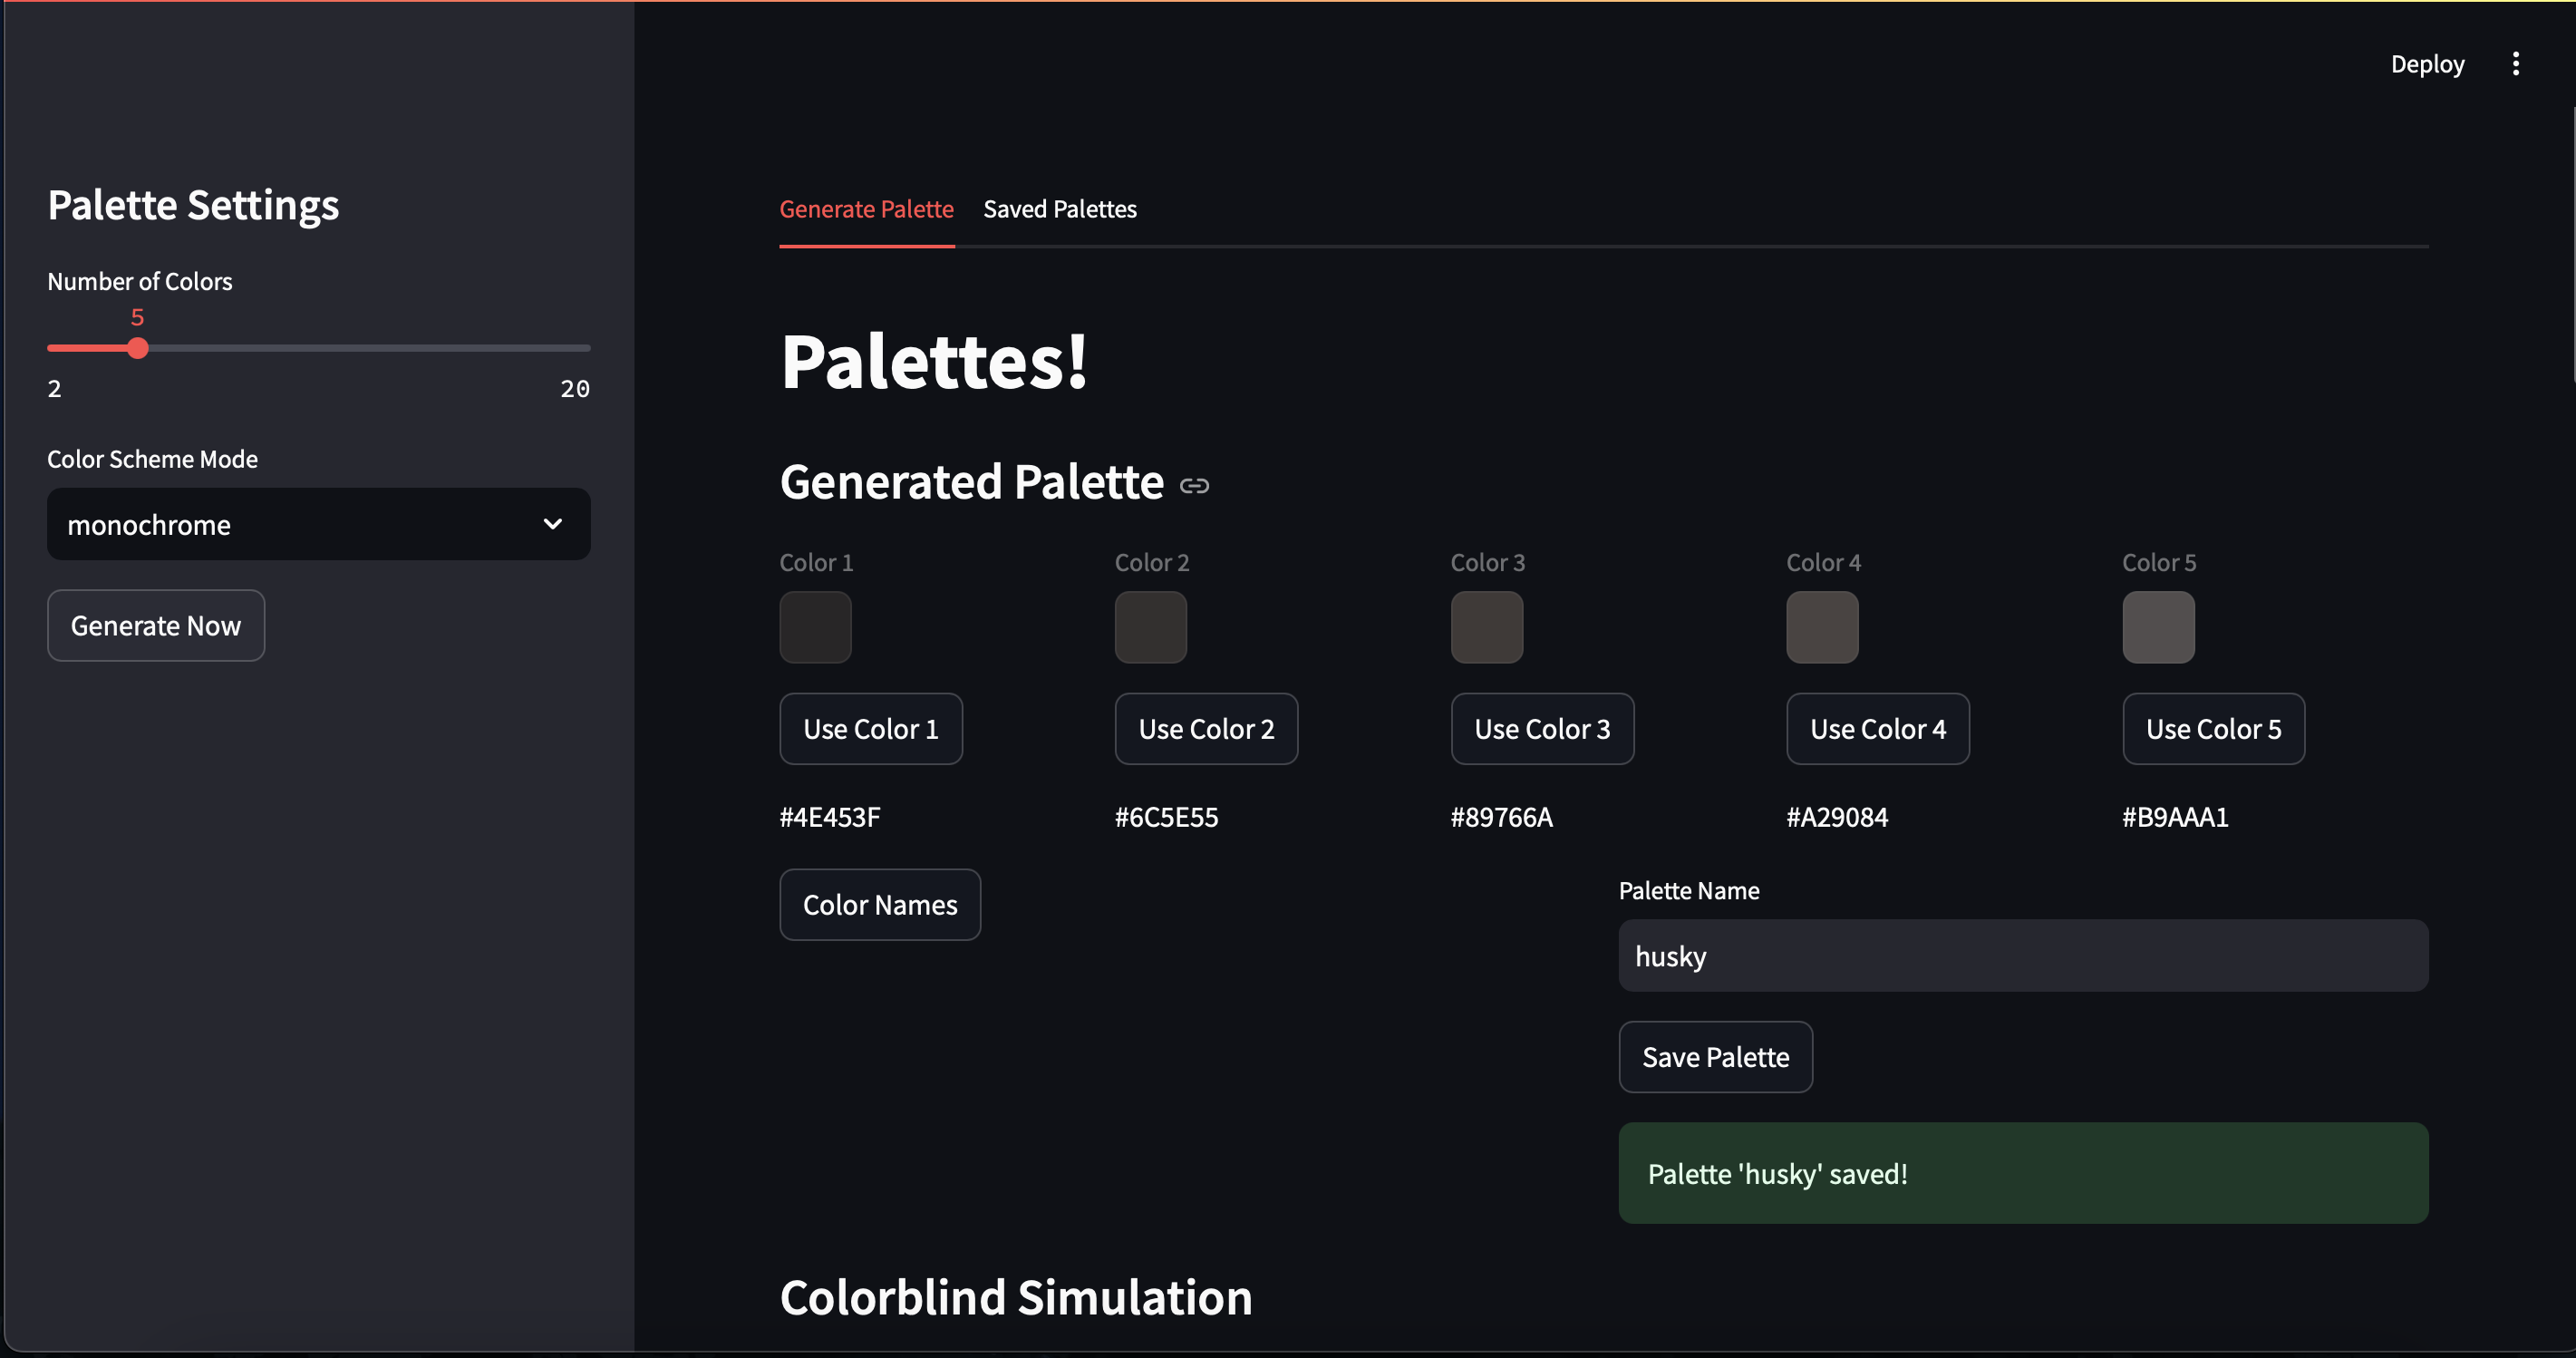 Deploy
Palette Settings
Number of Colors
5
2 20
Color Scheme Mode
monochrome
Generate Now
Generate Palette Saved Palettes
Palettes!
Generated Palette
Color 1 Color 2 Color 3 Color 4 Color 5
Use Color 1 Use Color 2 Use Color 3 Use Color 4 Use Color 5
#4E453F #6C5E55 #89766A #A29084 #B9AAA1
Color Names
Palette Name
husky
Save Palette
Palette 'husky' saved!
Colorblind Simulation